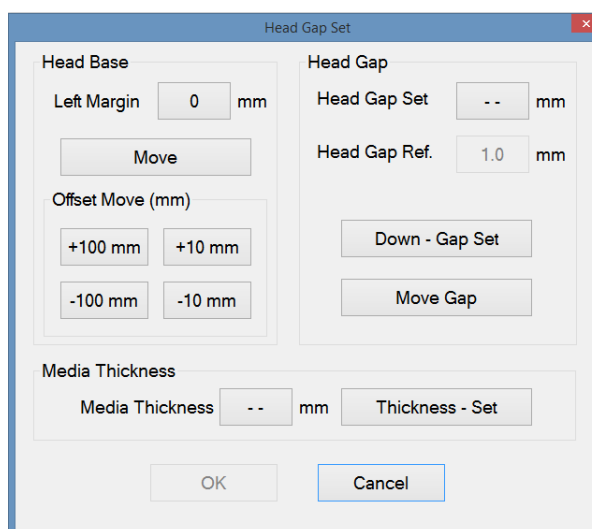 Head Gap Set
Head Base
Left Margin 0 mm
Move
Offset Move (mm)
+100 mm +10 mm
-100 mm -10 mm
Head Gap
Head Gap Set - - mm
Head Gap Ref. 1.0 mm
Down - Gap Set
Move Gap
Media Thickness
Media Thickness - - mm Thickness - Set
OK Cancel